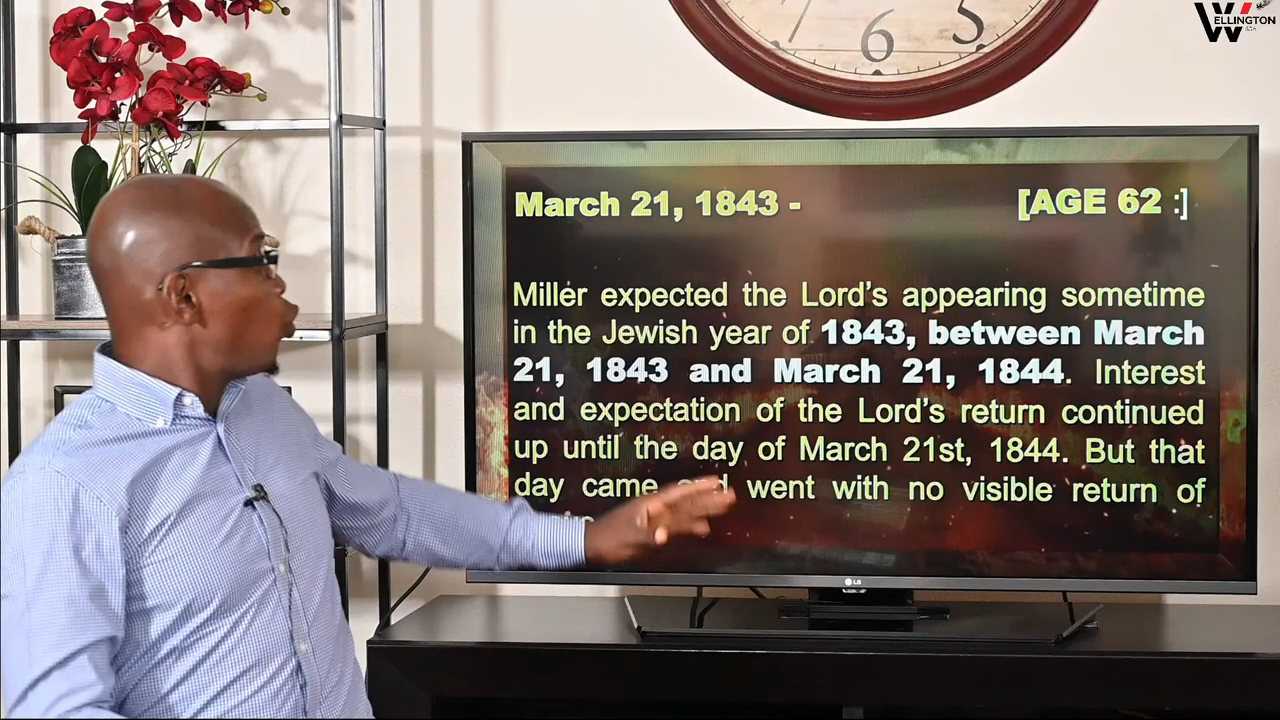 WELLINGTON
6
5
March 21, 1843 - [AGE 62 :]
Miller expected the Lord's appearing sometime
in the Jewish year of 1843, between March
21, 1843 and March 21, 1844. Interest
and expectation of the Lord's return continued
up until the day of March 21st, 1844. But that
day came and went with no visible return of
LG